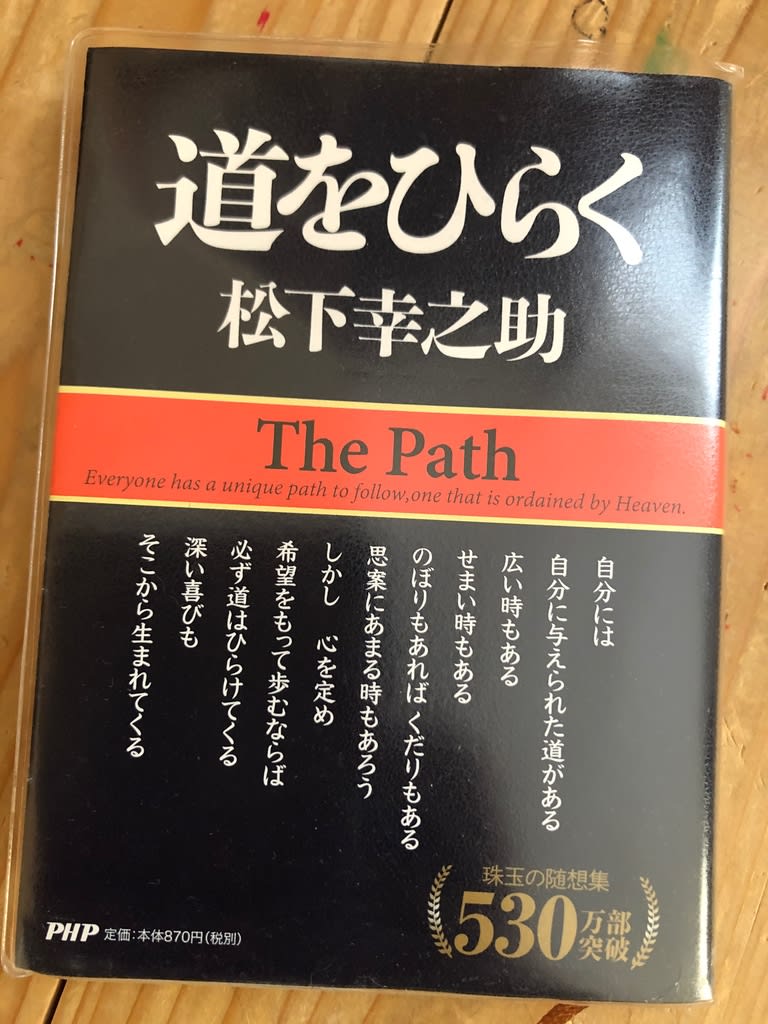 道をひらく
松下幸之助
The Path
Everyone has a unique path to follow,one that is ordained by Heaven.
自分には
自分に与えられた道がある
広い時もある
せまい時もある
のぼりもあれば くだりもある
思案にあまる時もあろう
しかし 心を定め
希望をもって歩むならば
必ず道はひらけてくる
深い喜びも
そこから生まれてくる
珠玉の随想集
530万部突破
PHP 定価:本体870円(税別)